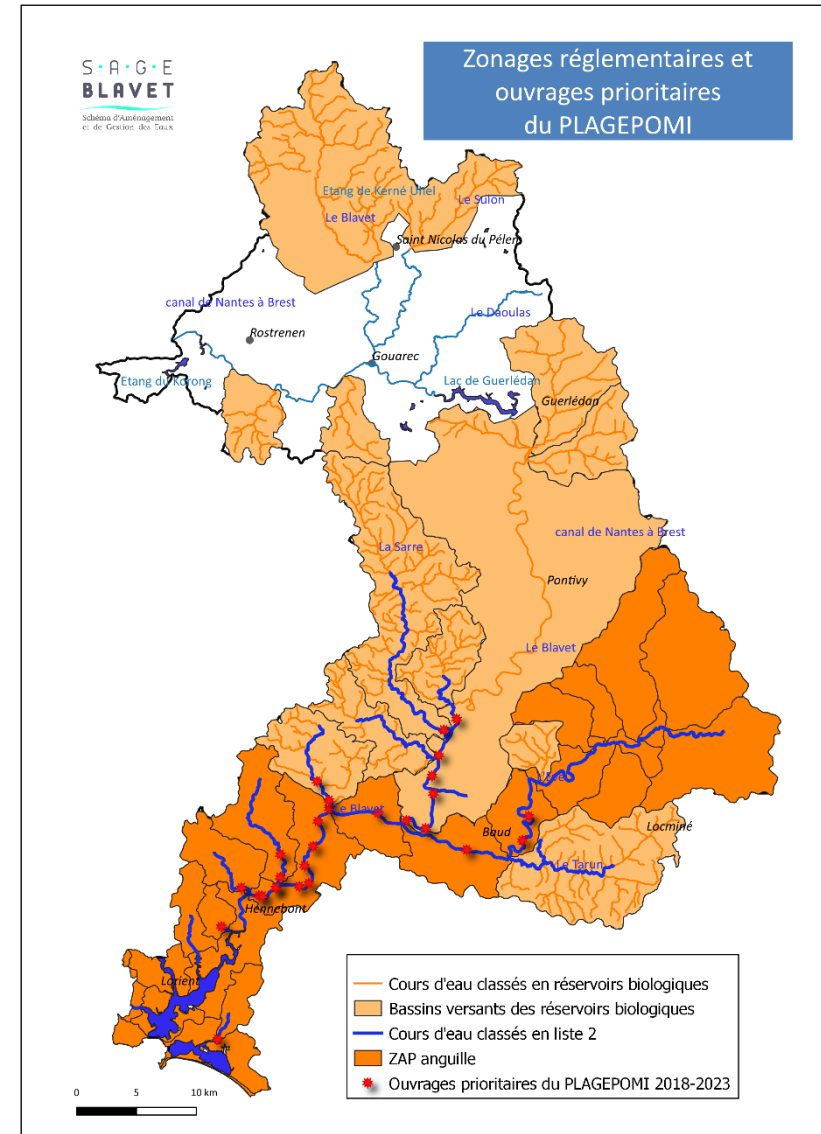 S·A·G·E
BLAVET
Schéma d'Aménagement
et de Gestion des Eaux
Zonages réglementaires et
ouvrages prioritaires
du PLAGEPOMI
Etang de Kerné Uhel
Le Sulon
Le Blavet
Saint Nicolas du Pélem
canal de Nantes à Brest
Le Daoulas
Rostrenen
Gouarec
Etang du Korong
Lac de Guerlédan
Guerlédan
canal de Nantes à Brest
La Sarre
Pontivy
Le Blavet
L'Evel
Le Blavet
Baud
Locminé
Le Tarun
Hennebont
Lorient
Cours d'eau classés en réservoirs biologiques
Bassins versants des réservoirs biologiques
Cours d'eau classés en liste 2
ZAP anguille
Ouvrages prioritaires du PLAGEPOMI 2018-2023
0 5 10 km